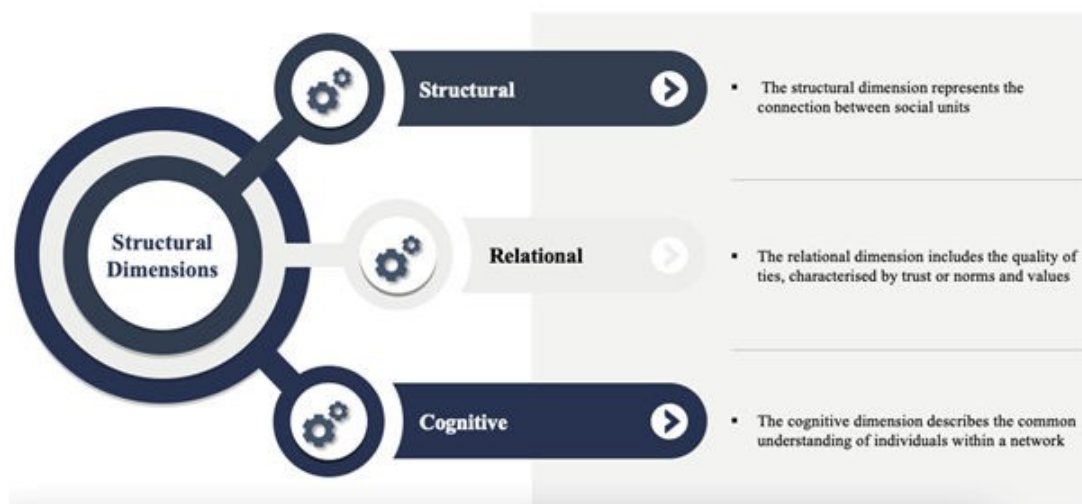 Structural
Dimensions
Structural
▪ The structural dimension represents the
connection between social units
Relational
▪ The relational dimension includes the quality of
ties, characterised by trust or norms and values
Cognitive
▪ The cognitive dimension describes the common
understanding of individuals within a network